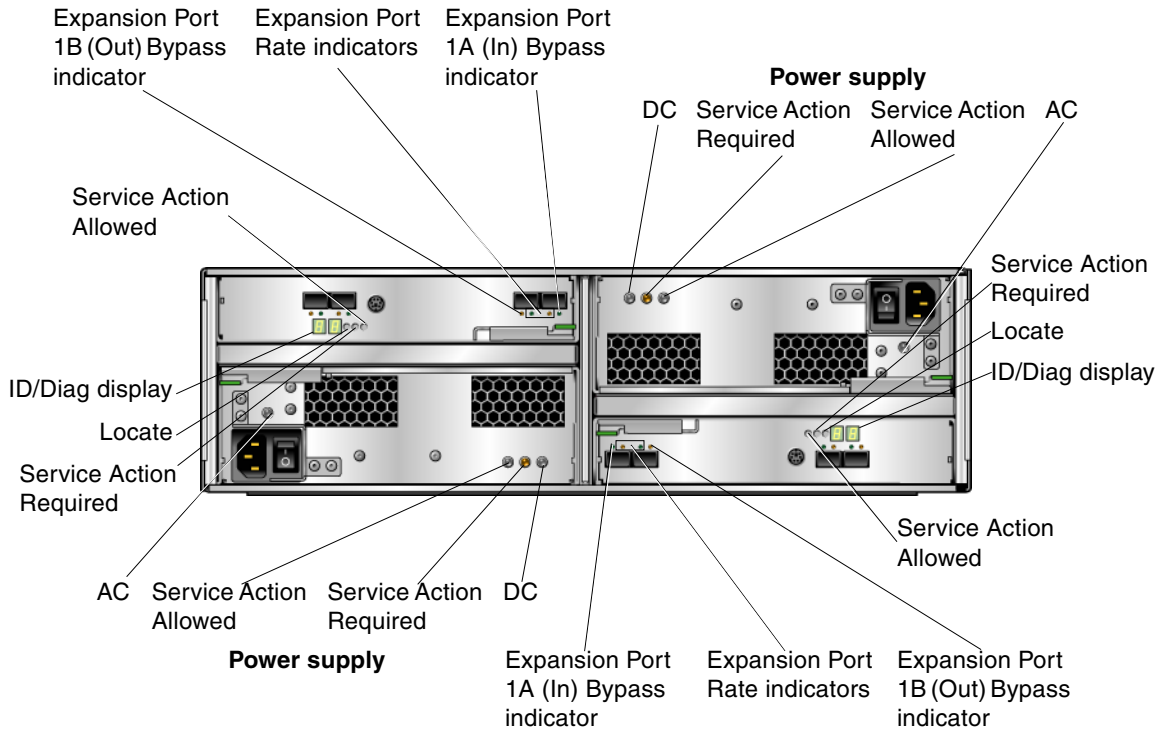 Expansion Port
1B (Out) Bypass
indicator
Expansion Port
Rate indicators
Expansion Port
1A (In) Bypass
indicator
Power supply
DC
Service Action
Required
Service Action
Allowed
AC
Service Action
Allowed
Service Action
Required
Locate
ID/Diag display
ID/Diag display
Locate
Service Action
Required
Service Action
Allowed
AC
Service Action
Allowed
Service Action
Required
DC
Power supply
Expansion Port
1A (In) Bypass
indicator
Expansion Port
Rate indicators
Expansion Port
1B (Out) Bypass
indicator